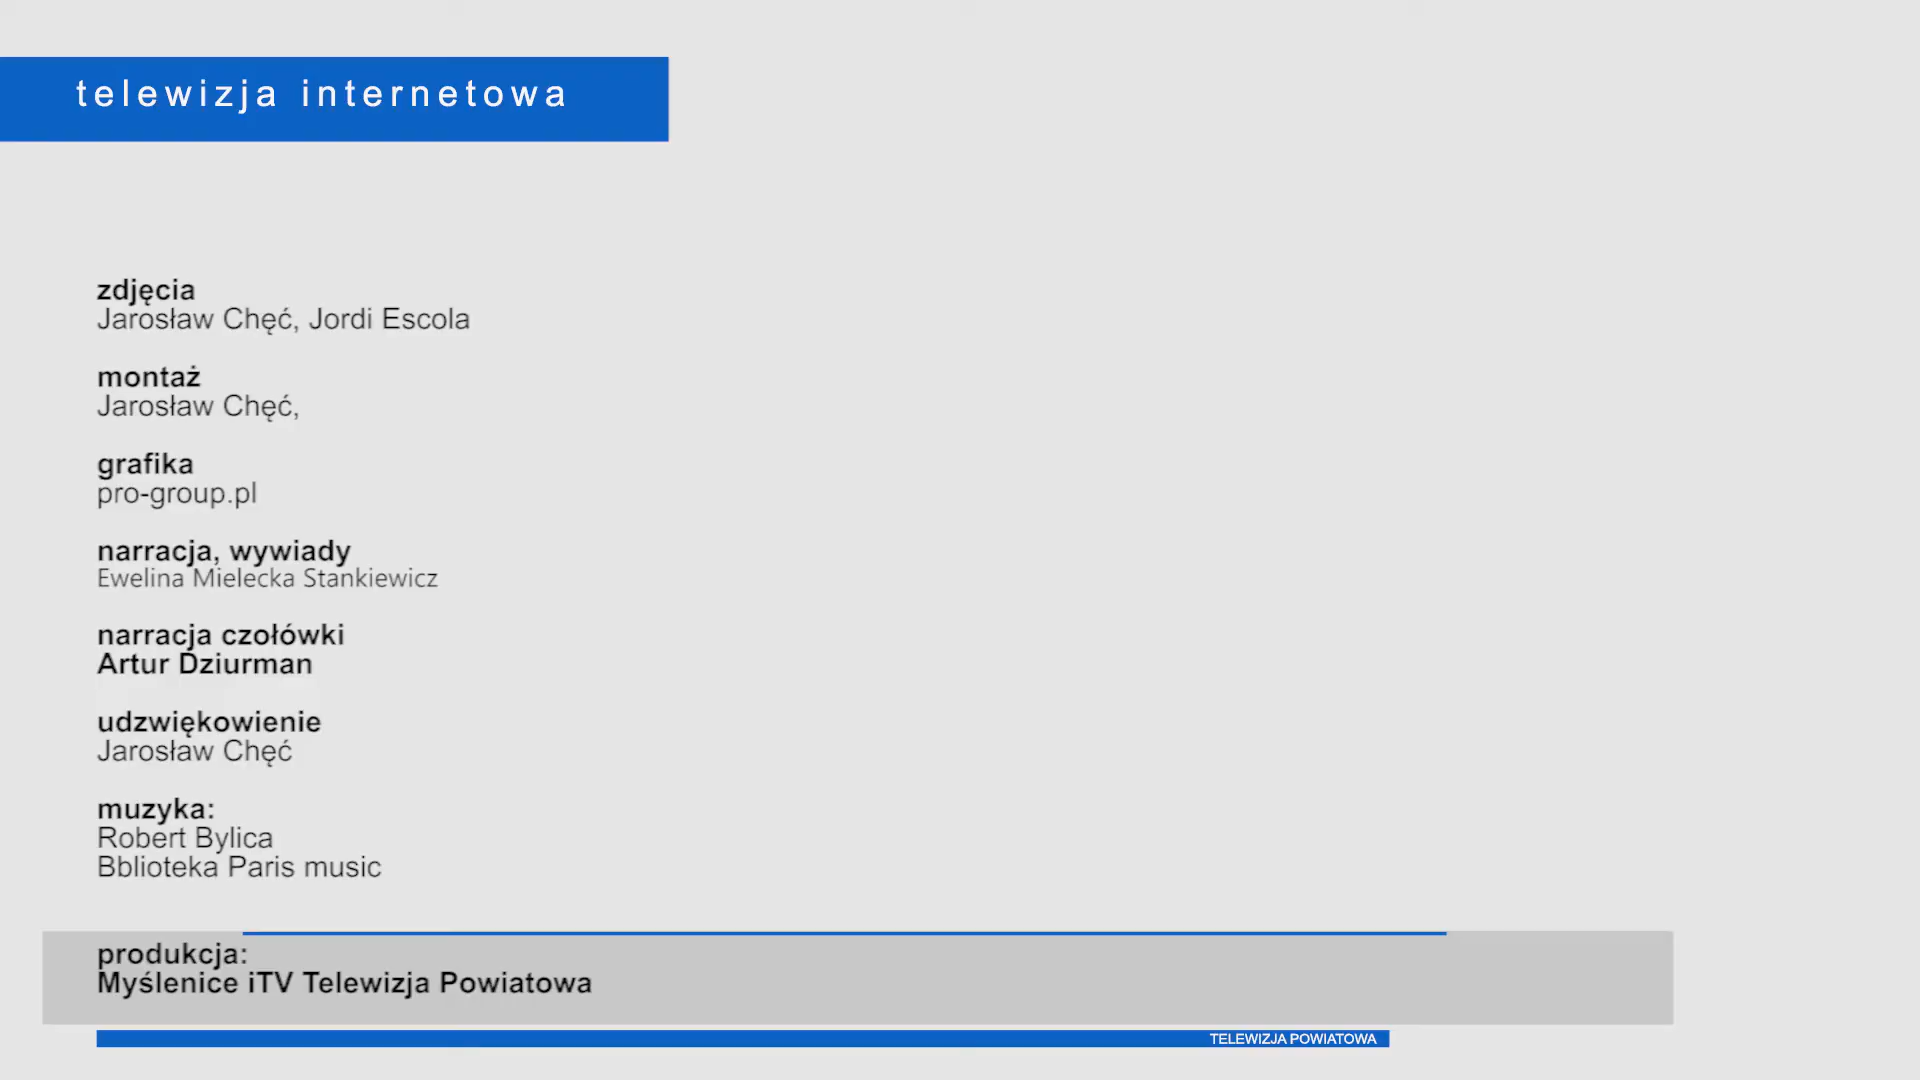 telewizja internetowa
zdjęcia
Jarosław Chęć, Jordi Escola
montaż
Jarosław Chęć,
grafika
pro-group.pl
narracja, wywiady
Ewelina Mielecka Stankiewicz
narracja czołówki
Artur Dziurman
udzwiękowienie
Jarosław Chęć
muzyka:
Robert Bylica
Bblioteka Paris music
produkcja:
Myślenice iTV Telewizja Powiatowa
TELEWIZJA POWIATOWA